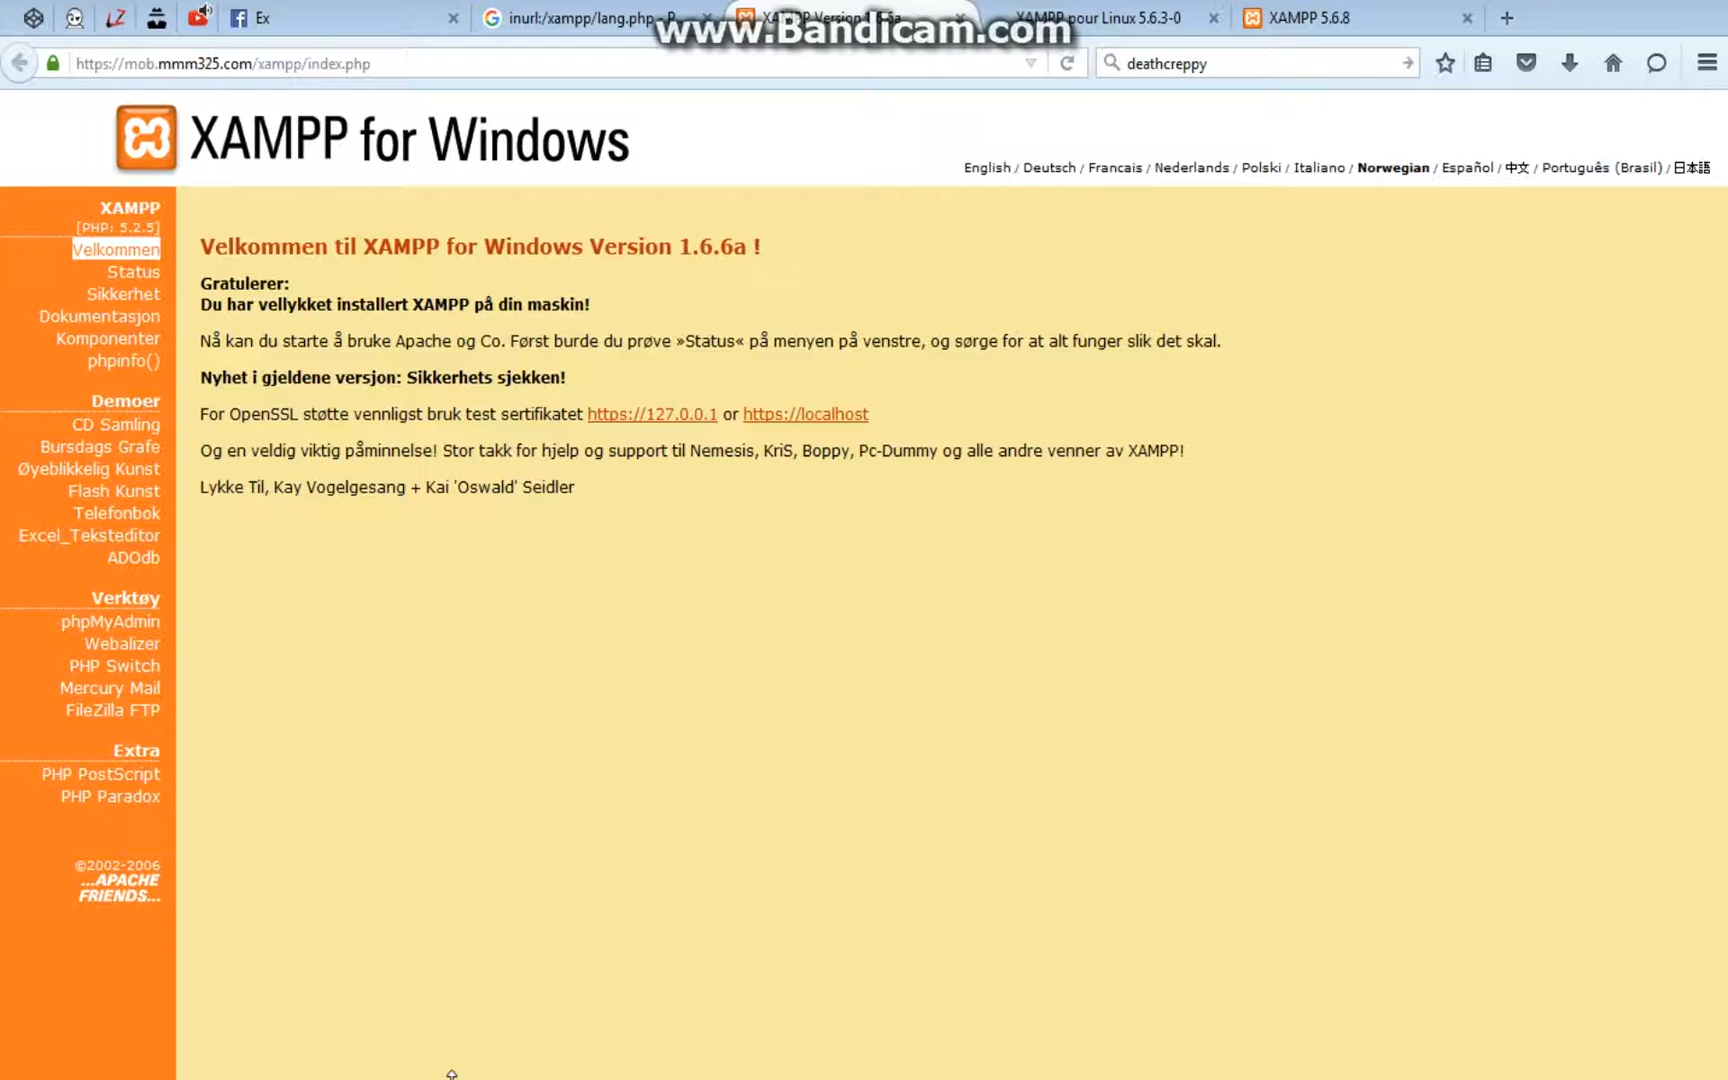 Ex
inurl:/xampp/lang.php - P
XAMPP Version 1.6.6a
XAMPP pour Linux 5.6.3-0
XAMPP 5.6.8
www.Bandicam.com
https://mob.mmm325.com/xampp/index.php
deathcreppy
XAMPP for Windows
English / Deutsch / Francais / Nederlands / Polski / Italiano / Norwegian / Español / 中文 / Português (Brasil) / 日本語
XAMPP
[PHP: 5.2.5]
Velkommen
Status
Sikkerhet
Dokumentasjon
Komponenter
phpinfo()
Demoer
CD Samling
Bursdags Grafe
Øyeblikkelig Kunst
Flash Kunst
Telefonbok
Excel_Teksteditor
ADOdb
Verktøy
phpMyAdmin
Webalizer
PHP Switch
Mercury Mail
FileZilla FTP
Extra
PHP PostScript
PHP Paradox
©2002-2006
...APACHE
FRIENDS...
Velkommen til XAMPP for Windows Version 1.6.6a !
Gratulerer:
Du har vellykket installert XAMPP på din maskin!
Nå kan du starte å bruke Apache og Co. Først burde du prøve »Status« på menyen på venstre, og sørge for at alt funger slik det skal.
Nyhet i gjeldene versjon: Sikkerhets sjekken!
For OpenSSL støtte vennligst bruk test sertifikatet https://127.0.0.1 or https://localhost
Og en veldig viktig påminnelse! Stor takk for hjelp og support til Nemesis, KriS, Boppy, Pc-Dummy og alle andre venner av XAMPP!
Lykke Til, Kay Vogelgesang + Kai 'Oswald' Seidler